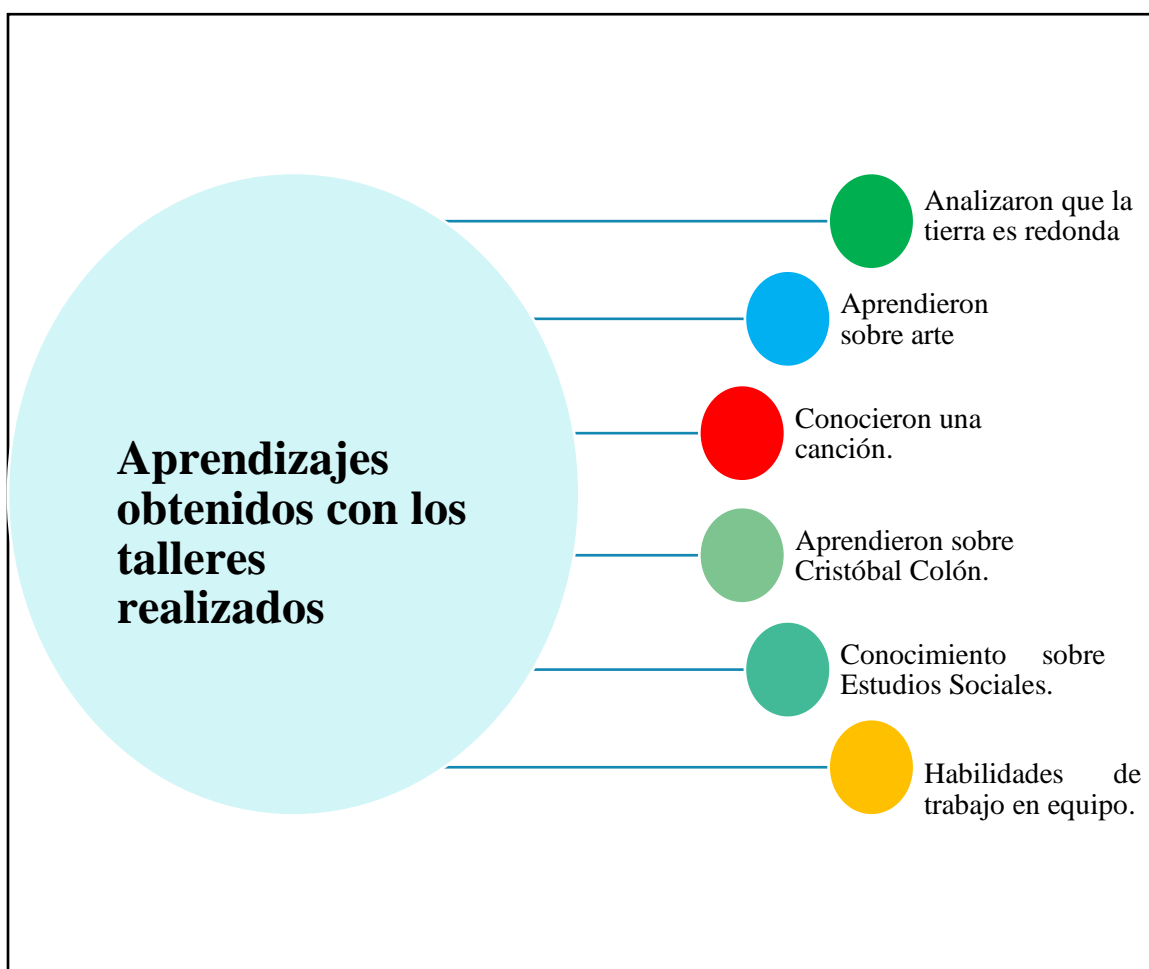 Aprendizajes
obtenidos con los
talleres
realizados
Analizaron que la
tierra es redonda
Aprendieron
sobre arte
Conocieron una
canción.
Aprendieron sobre
Cristóbal Colón.
Conocimiento sobre
Estudios Sociales.
Habilidades de
trabajo en equipo.